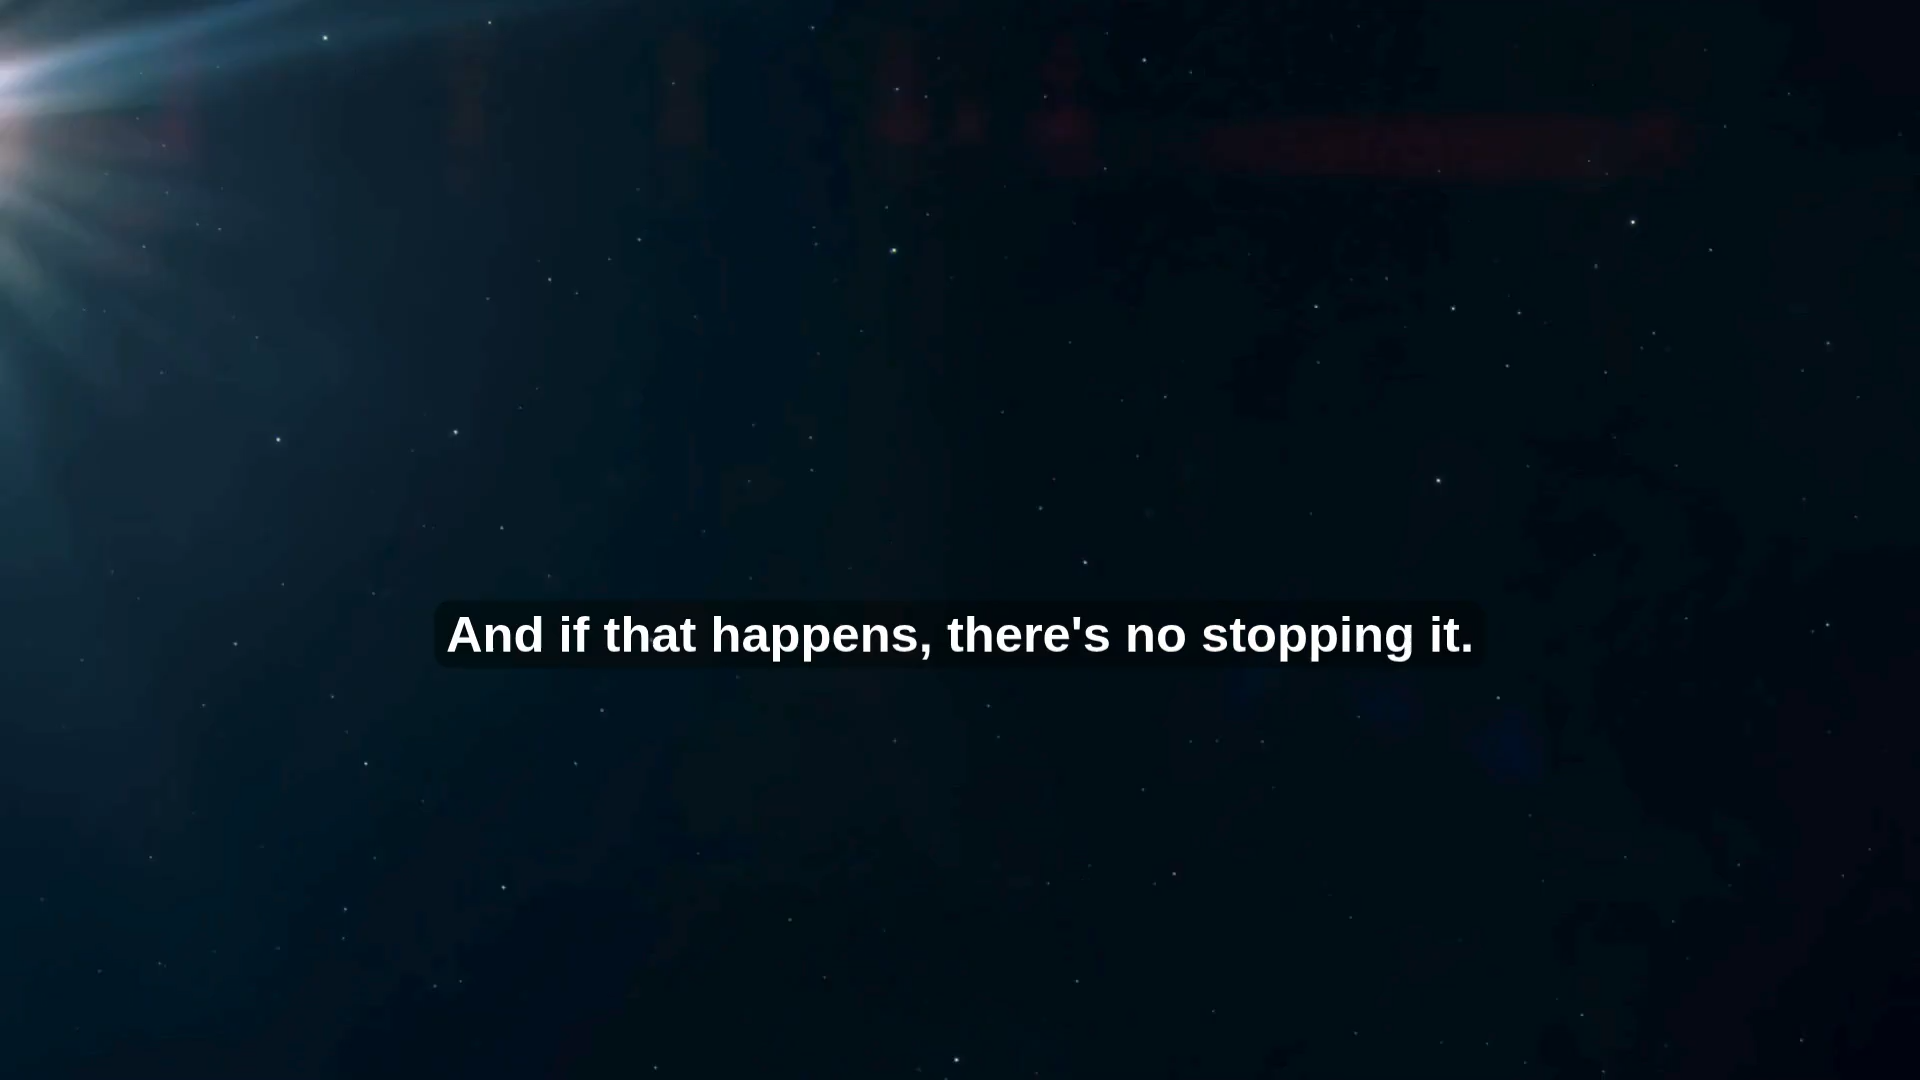 And if that happens, there's no stopping it.